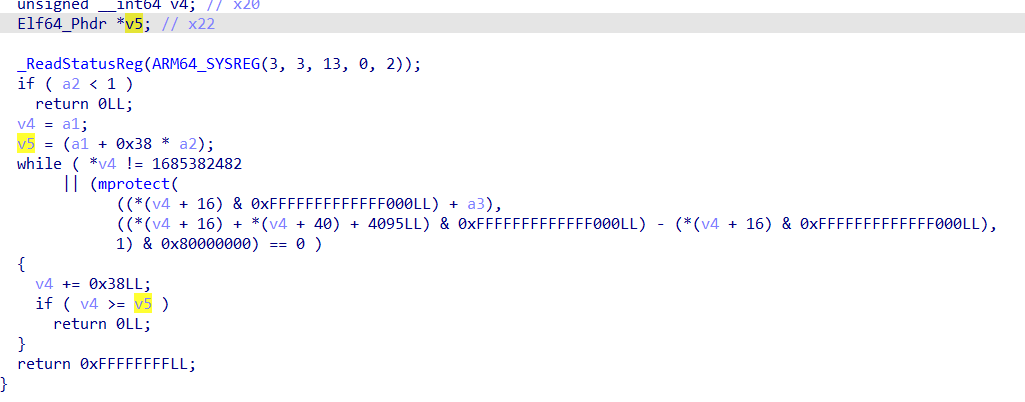 unsigned __int64 v4; // x20
Elf64_Phdr *v5; // x22
_ReadStatusReg(ARM64_SYSREG(3, 3, 13, 0, 2));
if ( a2 < 1 )
return 0LL;
v4 = a1;
v5 = (a1 + 0x38 * a2);
while ( *v4 != 1685382482
|| (mprotect(
((*(v4 + 16) & 0xFFFFFFFFFFFFF000LL) + a3),
((*(v4 + 16) + *(v4 + 40) + 4095LL) & 0xFFFFFFFFFFFFF000LL) - (*(v4 + 16) & 0xFFFFFFFFFFFFF000LL),
1) & 0x80000000) == 0 )
{
v4 += 0x38LL;
if ( v4 >= v5 )
return 0LL;
}
return 0xFFFFFFFFLL;
}